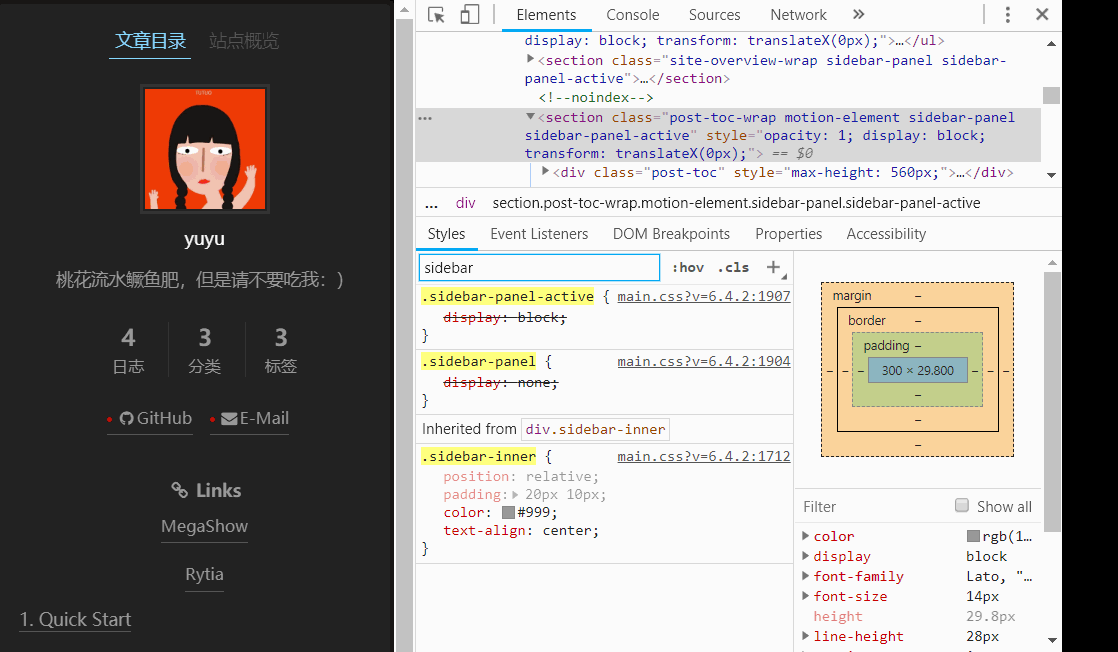 文章目录 站点概览
yuyu
桃花流水鳜鱼肥，但是请不要吃我：）
4 3 3
日志 分类 标签
GitHub E-Mail
Links
MegaShow
Rytia
1. Quick Start
Elements Console Sources Network »
display: block; transform: translateX(0px);">…</ul>
<section class="site-overview-wrap sidebar-panel sidebar-
panel-active">…</section>
<!--noindex-->
<section class="post-toc-wrap motion-element sidebar-panel
sidebar-panel-active" style="opacity: 1; display: block;
transform: translateX(0px);"> == $0
<div class="post-toc" style="max-height: 560px;">…</div>
... div section.post-toc-wrap.motion-element.sidebar-panel.sidebar-panel-active
Styles Event Listeners DOM Breakpoints Properties Accessibility
sidebar :hov .cls +
.sidebar-panel-active { main.css?v=6.4.2:1907
display: block;
}
.sidebar-panel { main.css?v=6.4.2:1904
display: none;
}
Inherited from div.sidebar-inner
.sidebar-inner { main.css?v=6.4.2:1712
position: relative;
padding: 20px 10px;
color: #999;
text-align: center;
}
margin –
border –
padding –
– – – 300 × 29.800 – – –
–
–
–
Filter Show all
color rgb(1…
display block
font-family Lato, "…
font-size 14px
height 29.8px
line-height 28px